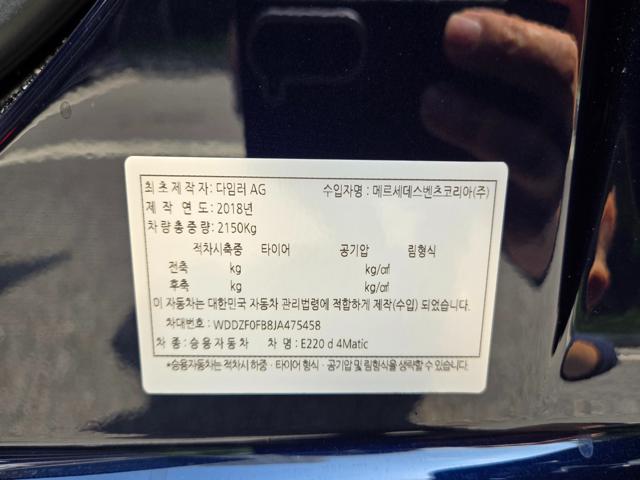 최초제작자: 다임러 AG 수입자명 : 메르세데스벤츠코리아(주)
제 작 연 도: 2018년
차량총중량: 2150Kg
적차시축중 타이어 공기압 림형식
전축 kg kg/㎠
후축 kg kg/㎠
이 자동차는 대한민국 자동차 관리법령에 적합하게 제작(수입) 되었습니다.
차대번호: WDDZF0FB8JA475458
차 종 : 승용자동차 차 명 : E220 d 4Matic
*승용자동차는 적차시 하중 · 타이어 형식 · 공기압 및 림형식을 생략할 수 있습니다.